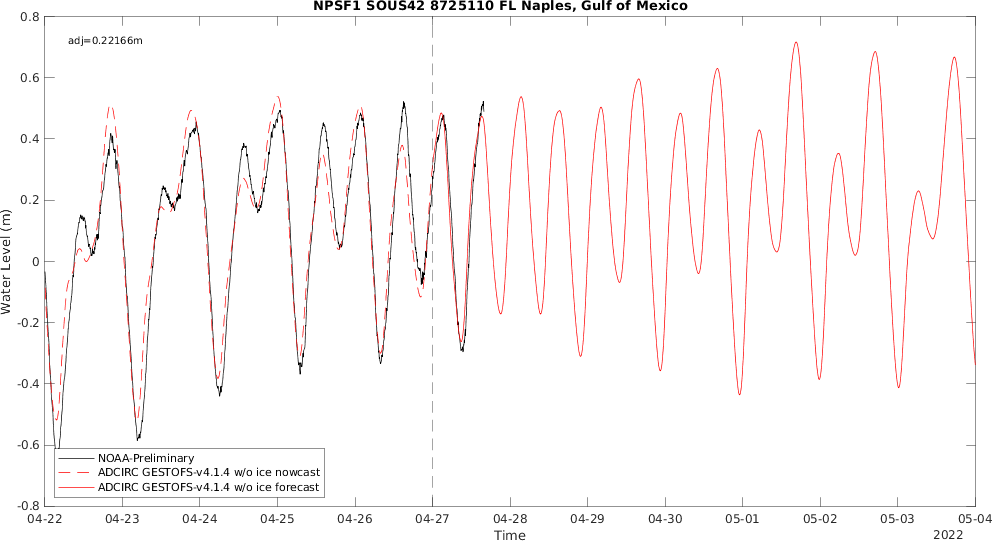 NPSF1 SOUS42 8725110 FL Naples, Gulf of Mexico
adj=0.22166m
0.8
0.6
0.4
0.2
0
-0.2
-0.4
-0.6
-0.8
Water Level (m)
NOAA-Preliminary
ADCIRC GESTOFS-v4.1.4 w/o ice nowcast
ADCIRC GESTOFS-v4.1.4 w/o ice forecast
04-22 04-23 04-24 04-25 04-26 04-27 04-28 04-29 04-30 05-01 05-02 05-03 05-04
Time
2022